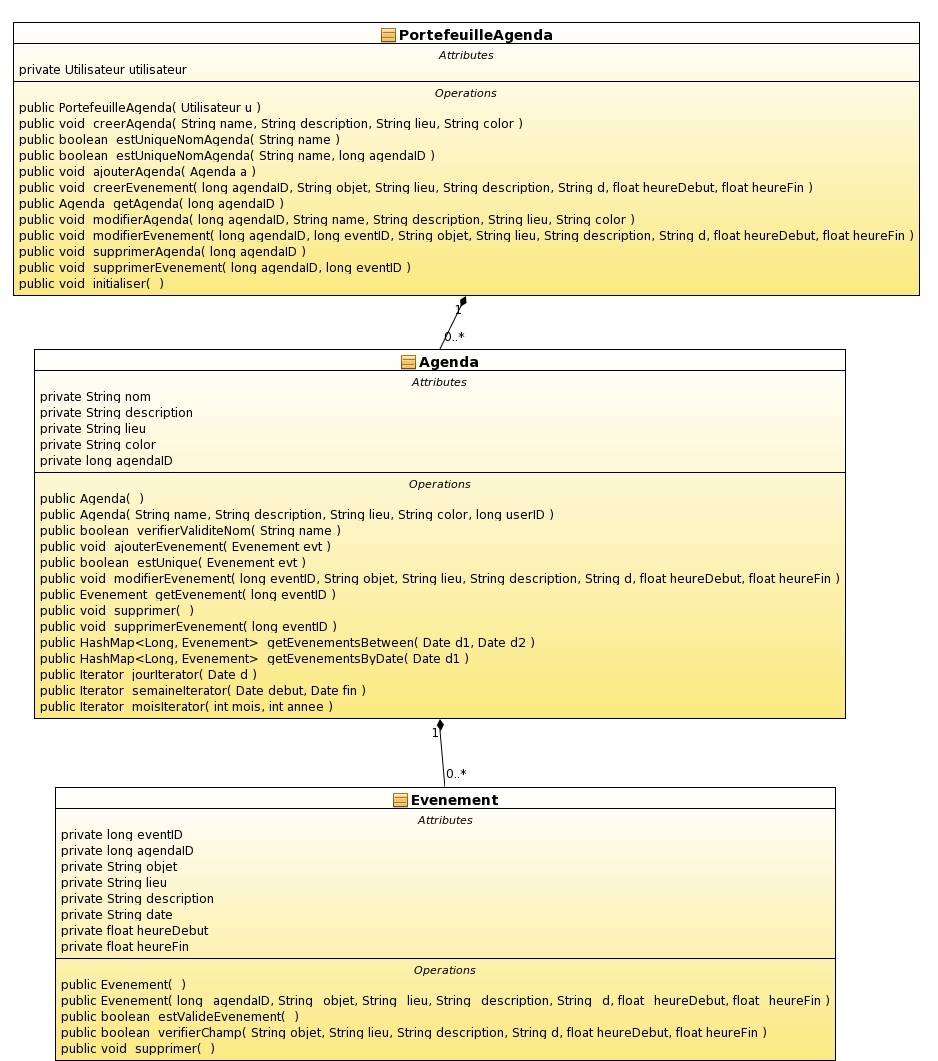 PortefeuilleAgenda
Attributes
private Utilisateur utilisateur
Operations
public PortefeuilleAgenda( Utilisateur u )
public void creerAgenda( String name, String description, String lieu, String color )
public boolean estUniqueNomAgenda( String name )
public boolean estUniqueNomAgenda( String name, long agendaID )
public void ajouterAgenda( Agenda a )
public void creerEvenement( long agendaID, String objet, String lieu, String description, String d, float heureDebut, float heureFin )
public Agenda getAgenda( long agendaID )
public void modifierAgenda( long agendaID, String name, String description, String lieu, String color )
public void modifierEvenement( long agendaID, long eventID, String objet, String lieu, String description, String d, float heureDebut, float heureFin )
public void supprimerAgenda( long agendaID )
public void supprimerEvenement( long agendaID, long eventID )
public void initialiser( )
1
0..*
Agenda
Attributes
private String nom
private String description
private String lieu
private String color
private long agendaID
Operations
public Agenda( )
public Agenda( String name, String description, String lieu, String color, long userID )
public boolean verifierValiditeNom( String name )
public void ajouterEvenement( Evenement evt )
public boolean estUnique( Evenement evt )
public void modifierEvenement( long eventID, String objet, String lieu, String description, String d, float heureDebut, float heureFin )
public Evenement getEvenement( long eventID )
public void supprimer( )
public void supprimerEvenement( long eventID )
public HashMap<Long, Evenement> getEvenementsBetween( Date d1, Date d2 )
public HashMap<Long, Evenement> getEvenementsByDate( Date d1 )
public Iterator jourIterator( Date d )
public Iterator semaineIterator( Date debut, Date fin )
public Iterator moisIterator( int mois, int annee )
1
0..*
Evenement
Attributes
private long eventID
private long agendaID
private String objet
private String lieu
private String description
private String date
private float heureDebut
private float heureFin
Operations
public Evenement( )
public Evenement( long agendaID, String objet, String lieu, String description, String d, float heureDebut, float heureFin )
public boolean estValideEvenement( )
public boolean verifierChamp( String objet, String lieu, String description, String d, float heureDebut, float heureFin )
public void supprimer( )